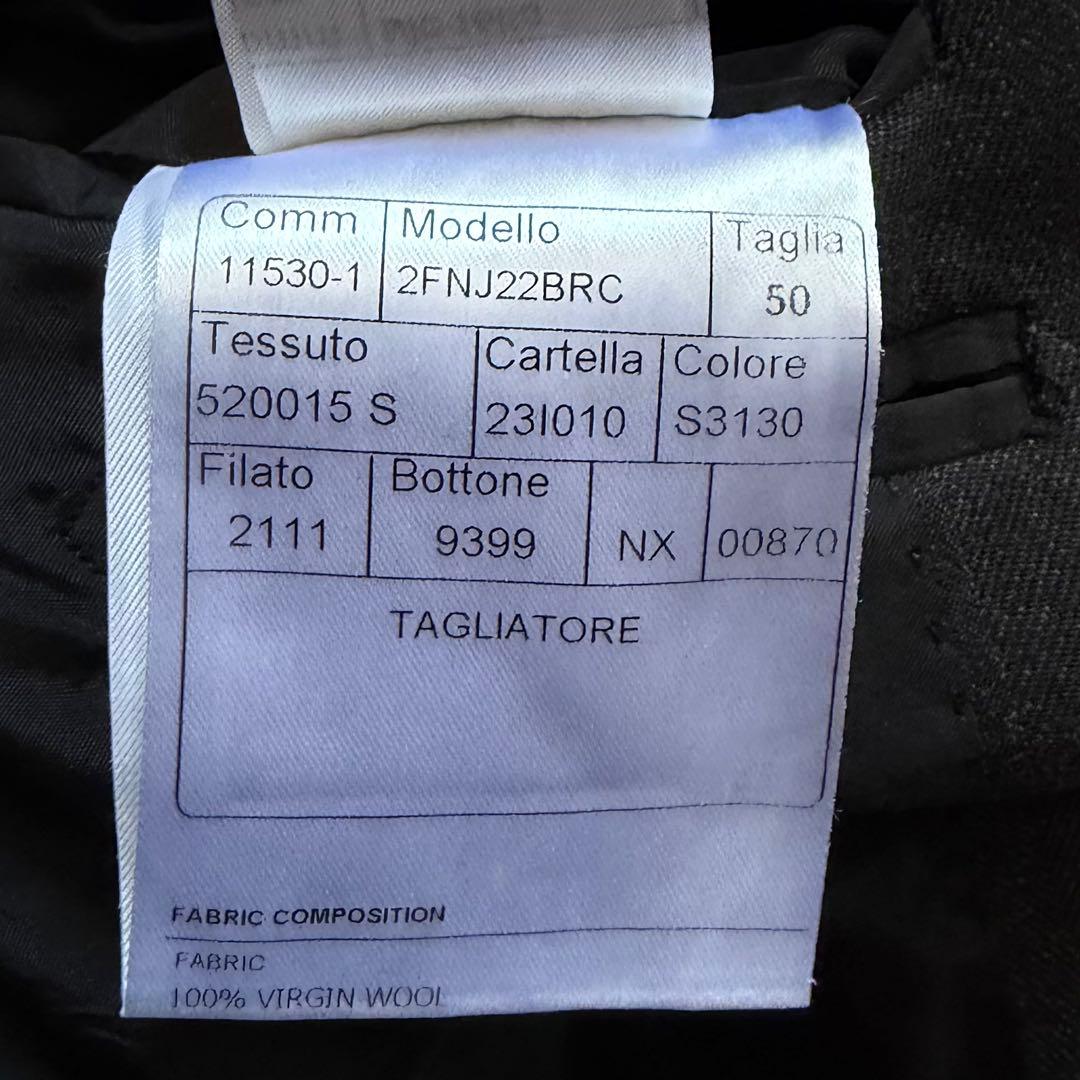 Comm Modello Taglia
11530-1 2FNJ22BRC 50
Tessuto Cartella Colore
520015 S 23I010 S3130
Filato Bottone
2111 9399 NX 00870
TAGLIATORE
FABRIC COMPOSITION
FABRIC
100% VIRGIN WOOL